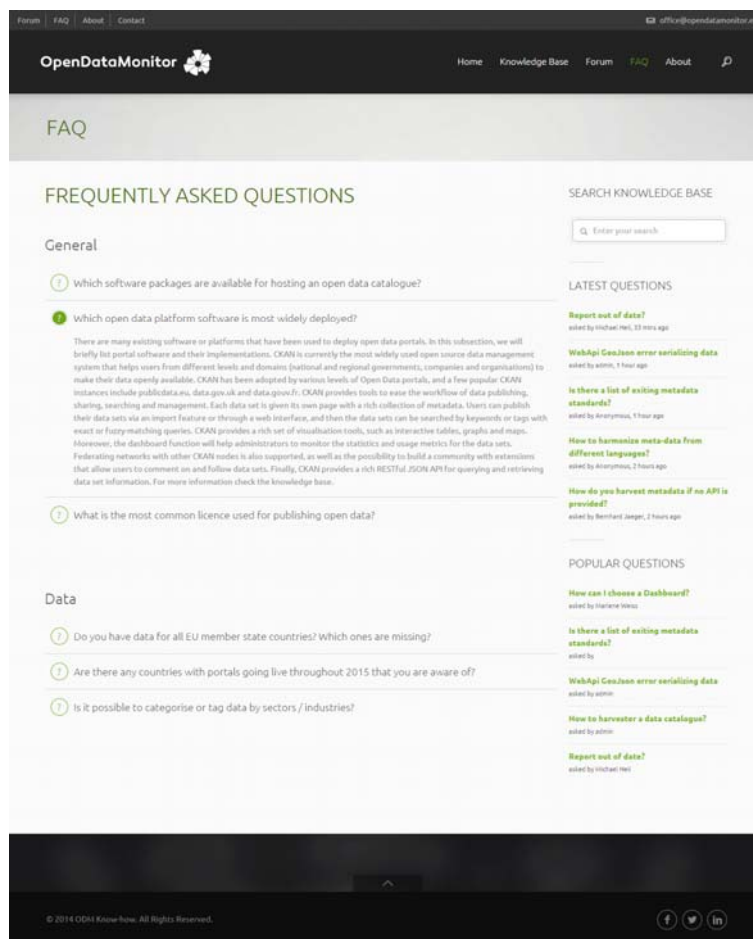 Forum FAQ About Contact
office@opendatamonitor.e
OpenDataMonitor
Home Knowledge Base Forum FAQ About
FAQ
FREQUENTLY ASKED QUESTIONS
General
? Which software packages are available for hosting an open data catalogue?
? Which open data platform software is most widely deployed?
There are many existing software or platforms that have been used to deploy open data portals. In this subsection, we will
briefly list portal software and their implementations. CKAN is currently the most widely used open source data management
system that helps users from different levels and domains (national and regional governments, companies and organisations) to
make their data openly available. CKAN has been adopted by various levels of Open Data portals, and a few popular CKAN
instances include publicdata.eu, data.gov.uk and data.gouv.fr. CKAN provides tools to ease the workflow of data publishing,
sharing, searching and management. Each data set is given its own page with a rich collection of metadata. Users can publish
their data sets via an import feature or through a web interface, and then the data sets can be searched by keywords or tags with
exact or fuzzy-matching queries. CKAN provides a rich set of visualisation tools, such as interactive tables, graphs and maps.
Moreover, the dashboard function will help administrators to monitor the statistics and usage metrics for the data sets.
Federating networks with other CKAN nodes is also supported, as well as the possibility to build a community with extensions
that allow users to comment on and follow data sets. Finally, CKAN provides a rich RESTful JSON API for querying and retrieving
data set information. For more information check the knowledge base.
? What is the most common licence used for publishing open data?
Data
? Do you have data for all EU member state countries? Which ones are missing?
? Are there any countries with portals going live throughout 2015 that you are aware of?
? Is it possible to categorise or tag data by sectors / industries?
SEARCH KNOWLEDGE BASE
Enter your search
LATEST QUESTIONS
Report out of date?
asked by Michael Heil, 33 mins ago
WebApi GeoJson error serializing data
asked by admin, 1 hour ago
Is there a list of exiting metadata
standards?
asked by Anonymous, 1 hour ago
How to harmonize meta-data from
different languages?
asked by Anonymous, 2 hours ago
How do you harvest metadata if no API is
provided?
asked by Bernhard Jaeger, 2 hours ago
POPULAR QUESTIONS
How can I choose a Dashboard?
asked by Marlene Weiss
Is there a list of exiting metadata
standards?
asked by
WebApi GeoJson error serializing data
asked by admin
How to harvester a data catalogue?
asked by admin
Report out of date?
asked by Michael Heil
© 2014 ODM Know-how. All Rights Reserved.